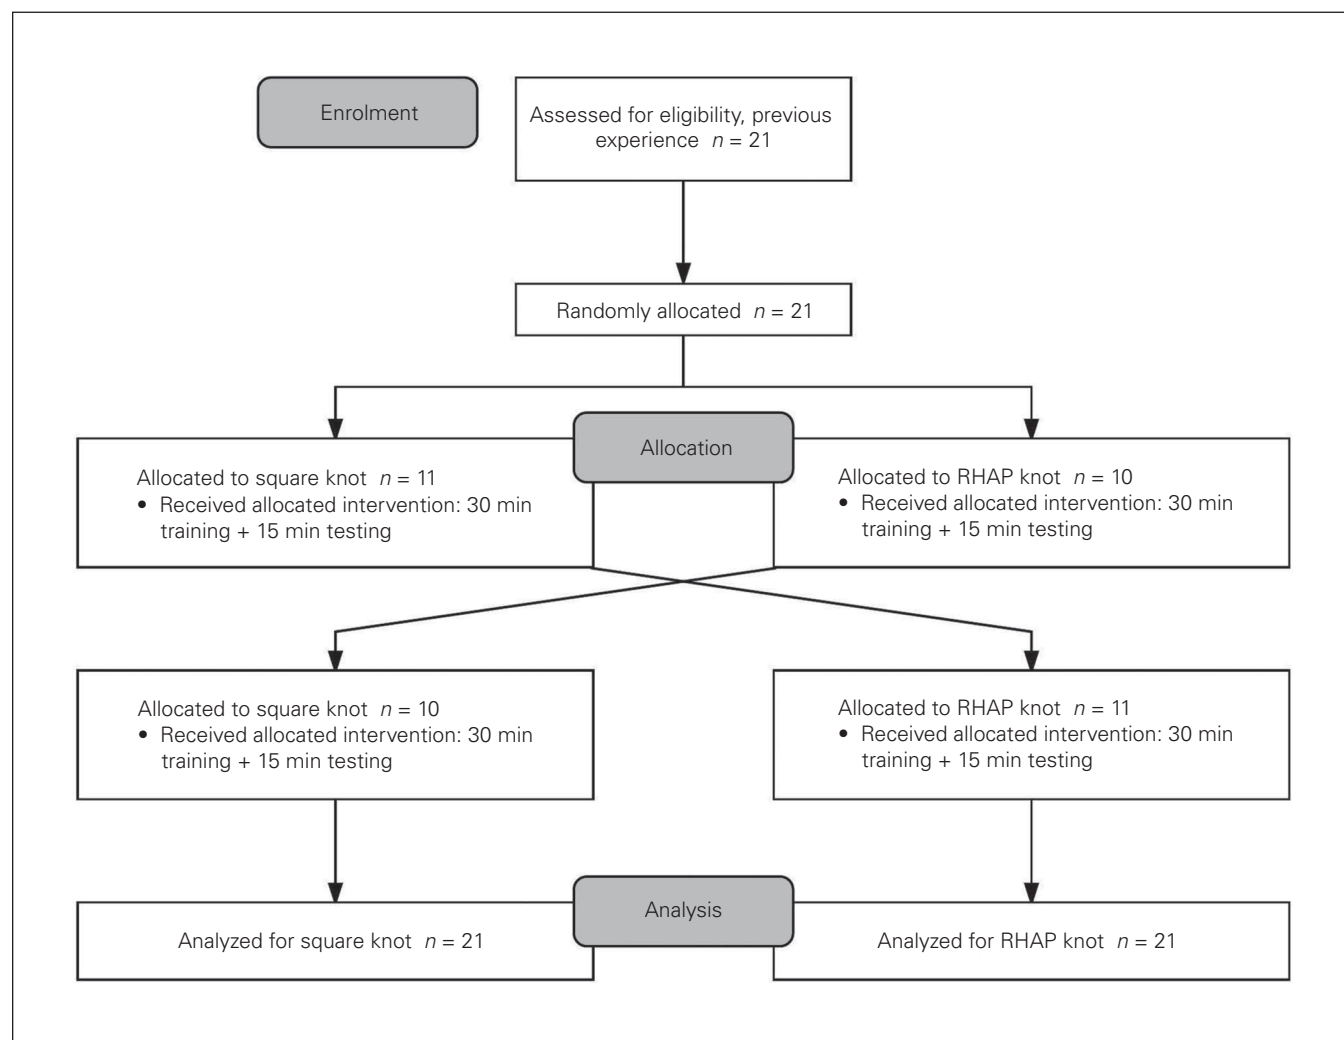 Enrolment
Assessed for eligibility, previous
experience n = 21
Randomly allocated n = 21
Allocation
Allocated to square knot n = 11
• Received allocated intervention: 30 min
training + 15 min testing
Allocated to RHAP knot n = 10
• Received allocated intervention: 30 min
training + 15 min testing
Allocated to square knot n = 10
• Received allocated intervention: 30 min
training + 15 min testing
Allocated to RHAP knot n = 11
• Received allocated intervention: 30 min
training + 15 min testing
Analysis
Analyzed for square knot n = 21
Analyzed for RHAP knot n = 21